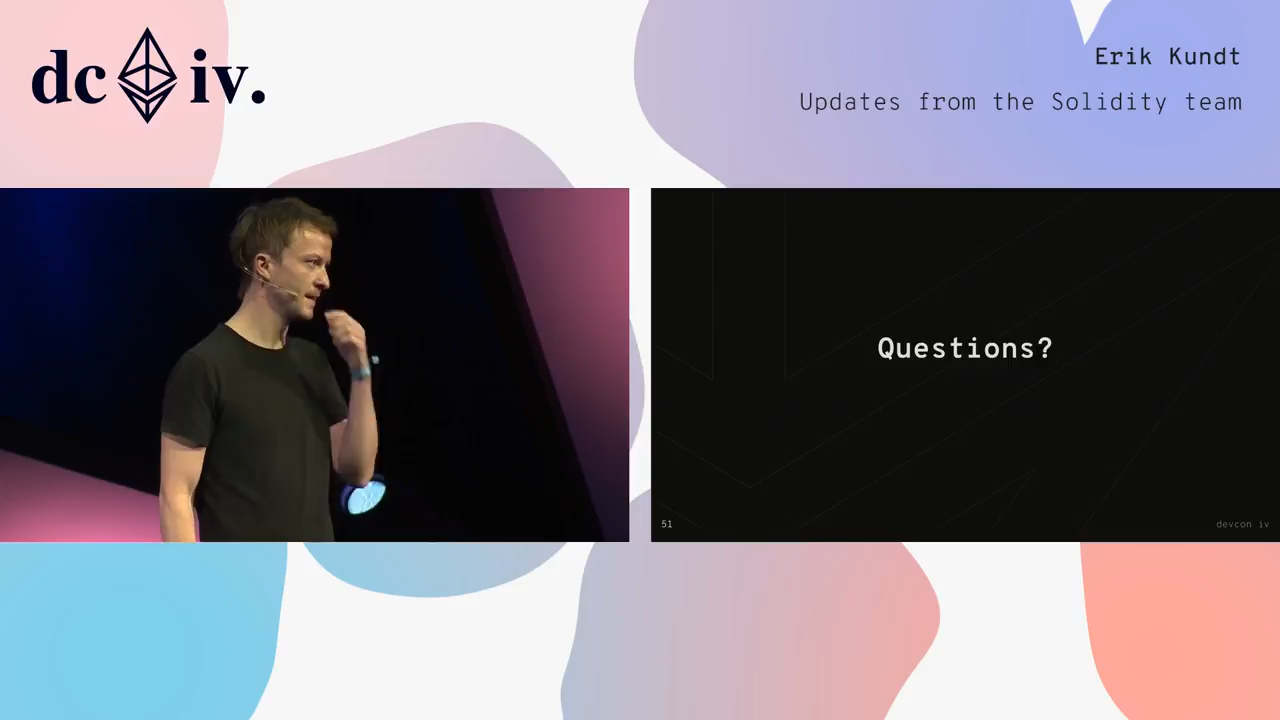 dc iv.
Erik Kundt
Updates from the Solidity team
Questions?
51
devcon iv